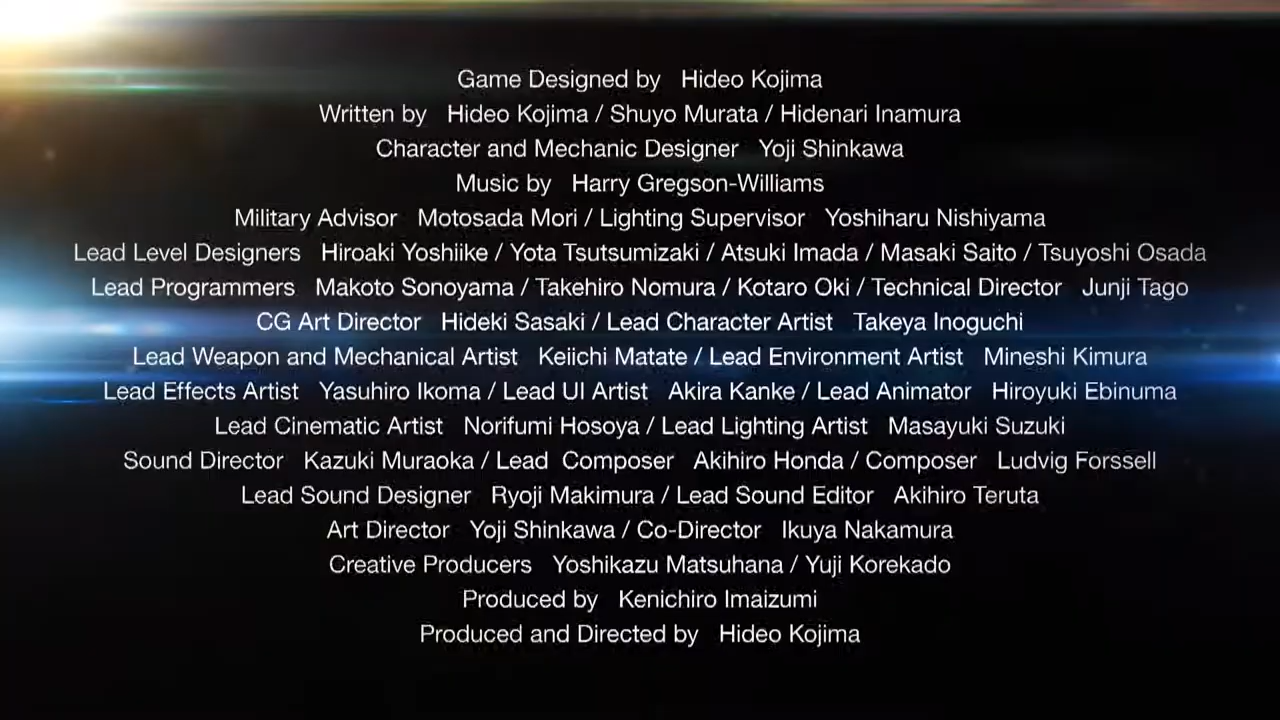 Game Designed by Hideo Kojima
Written by Hideo Kojima / Shuyo Murata / Hidenari Inamura
Character and Mechanic Designer Yoji Shinkawa
Music by Harry Gregson-Williams
Military Advisor Motosada Mori / Lighting Supervisor Yoshiharu Nishiyama
Lead Level Designers Hiroaki Yoshiike / Yota Tsutsumizaki / Atsuki Imada / Masaki Saito / Tsuyoshi Osada
Lead Programmers Makoto Sonoyama / Takehiro Nomura / Kotaro Oki / Technical Director Junji Tago
CG Art Director Hideki Sasaki / Lead Character Artist Takeya Inoguchi
Lead Weapon and Mechanical Artist Keiichi Matate / Lead Environment Artist Mineshi Kimura
Lead Effects Artist Yasuhiro Ikoma / Lead UI Artist Akira Kanke / Lead Animator Hiroyuki Ebinuma
Lead Cinematic Artist Norifumi Hosoya / Lead Lighting Artist Masayuki Suzuki
Sound Director Kazuki Muraoka / Lead Composer Akihiro Honda / Composer Ludvig Forssell
Lead Sound Designer Ryoji Makimura / Lead Sound Editor Akihiro Teruta
Art Director Yoji Shinkawa / Co-Director Ikuya Nakamura
Creative Producers Yoshikazu Matsuhana / Yuji Korekado
Produced by Kenichiro Imaizumi
Produced and Directed by Hideo Kojima